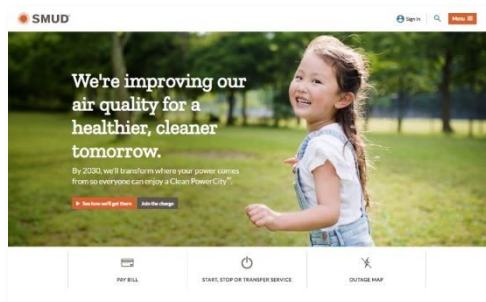 SMUD
Sign In
Menu
We're improving our
air quality for a
healthier, cleaner
tomorrow.
By 2030, we'll transform where your power comes
from so everyone can enjoy a Clean PowerCity™.
See how we'll get there
Join the charge
PAY BILL
START, STOP OR TRANSFER SERVICE
OUTAGE MAP